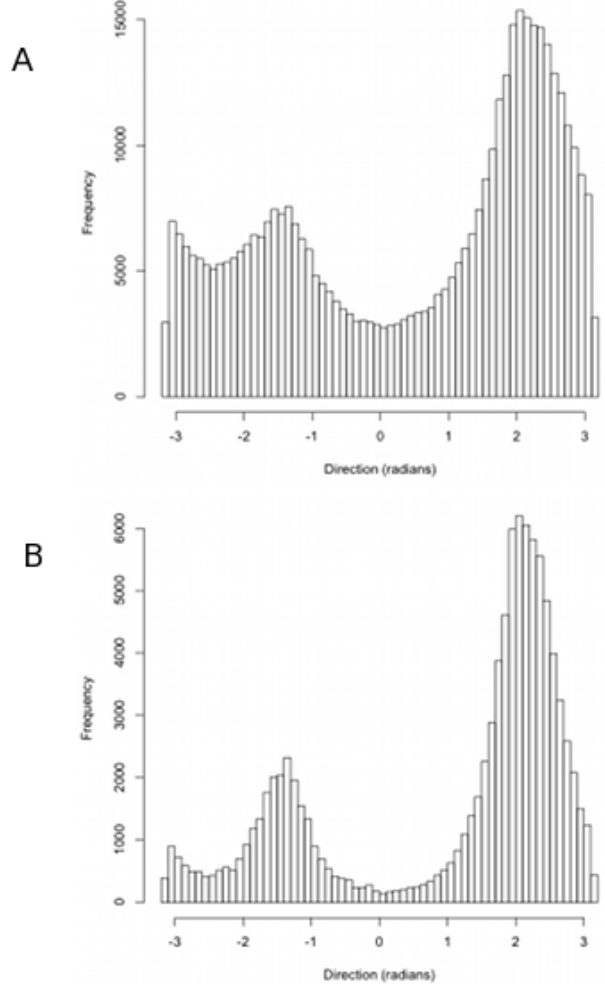 A
Frequency
0 5000 10000 15000
-3 -2 -1 0 1 2 3
Direction (radians)
B
Frequency
0 1000 2000 3000 4000 5000 6000
-3 -2 -1 0 1 2 3
Direction (radians)